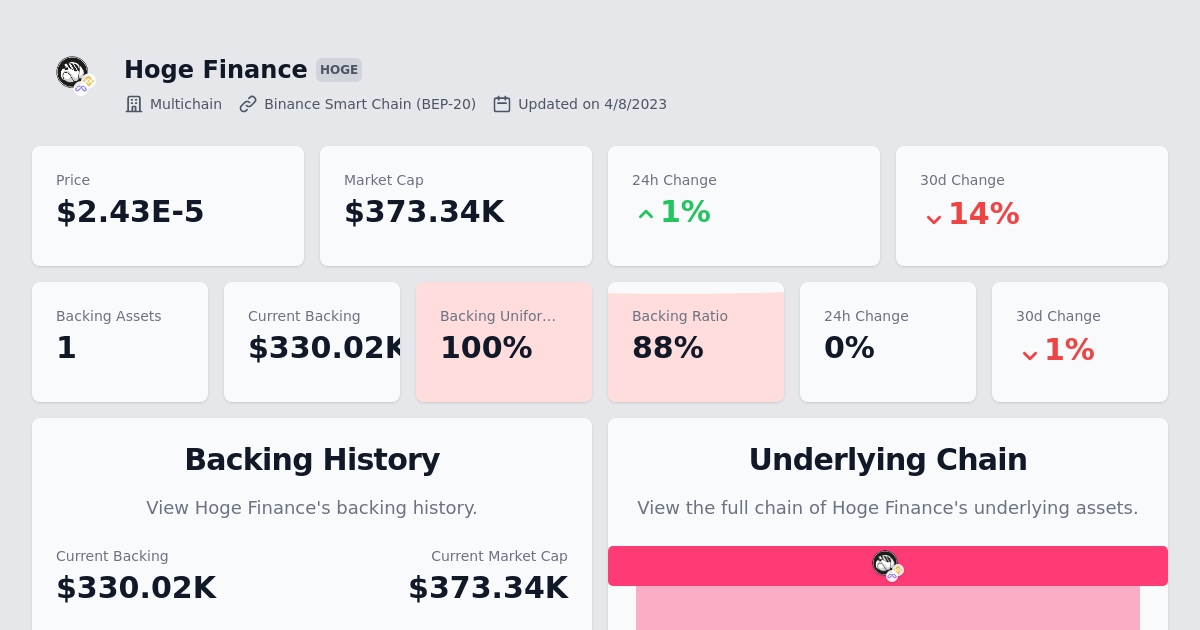 Hoge Finance HOGE
Multichain Binance Smart Chain (BEP-20) Updated on 4/8/2023
Price
$2.43E-5
Market Cap
$373.34K
24h Change
1%
30d Change
14%
Backing Assets
1
Current Backing
$330.02K
Backing Unifor...
100%
Backing Ratio
88%
24h Change
0%
30d Change
1%
Backing History
View Hoge Finance's backing history.
Current Backing
$330.02K
Current Market Cap
$373.34K
Underlying Chain
View the full chain of Hoge Finance's underlying assets.